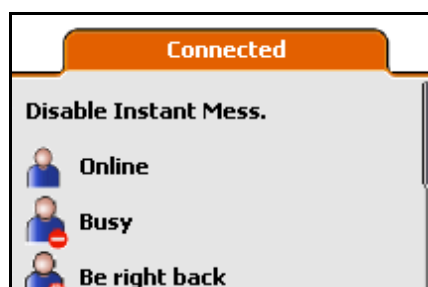 Connected
Disable Instant Mess.
Online
Busy
Be right back